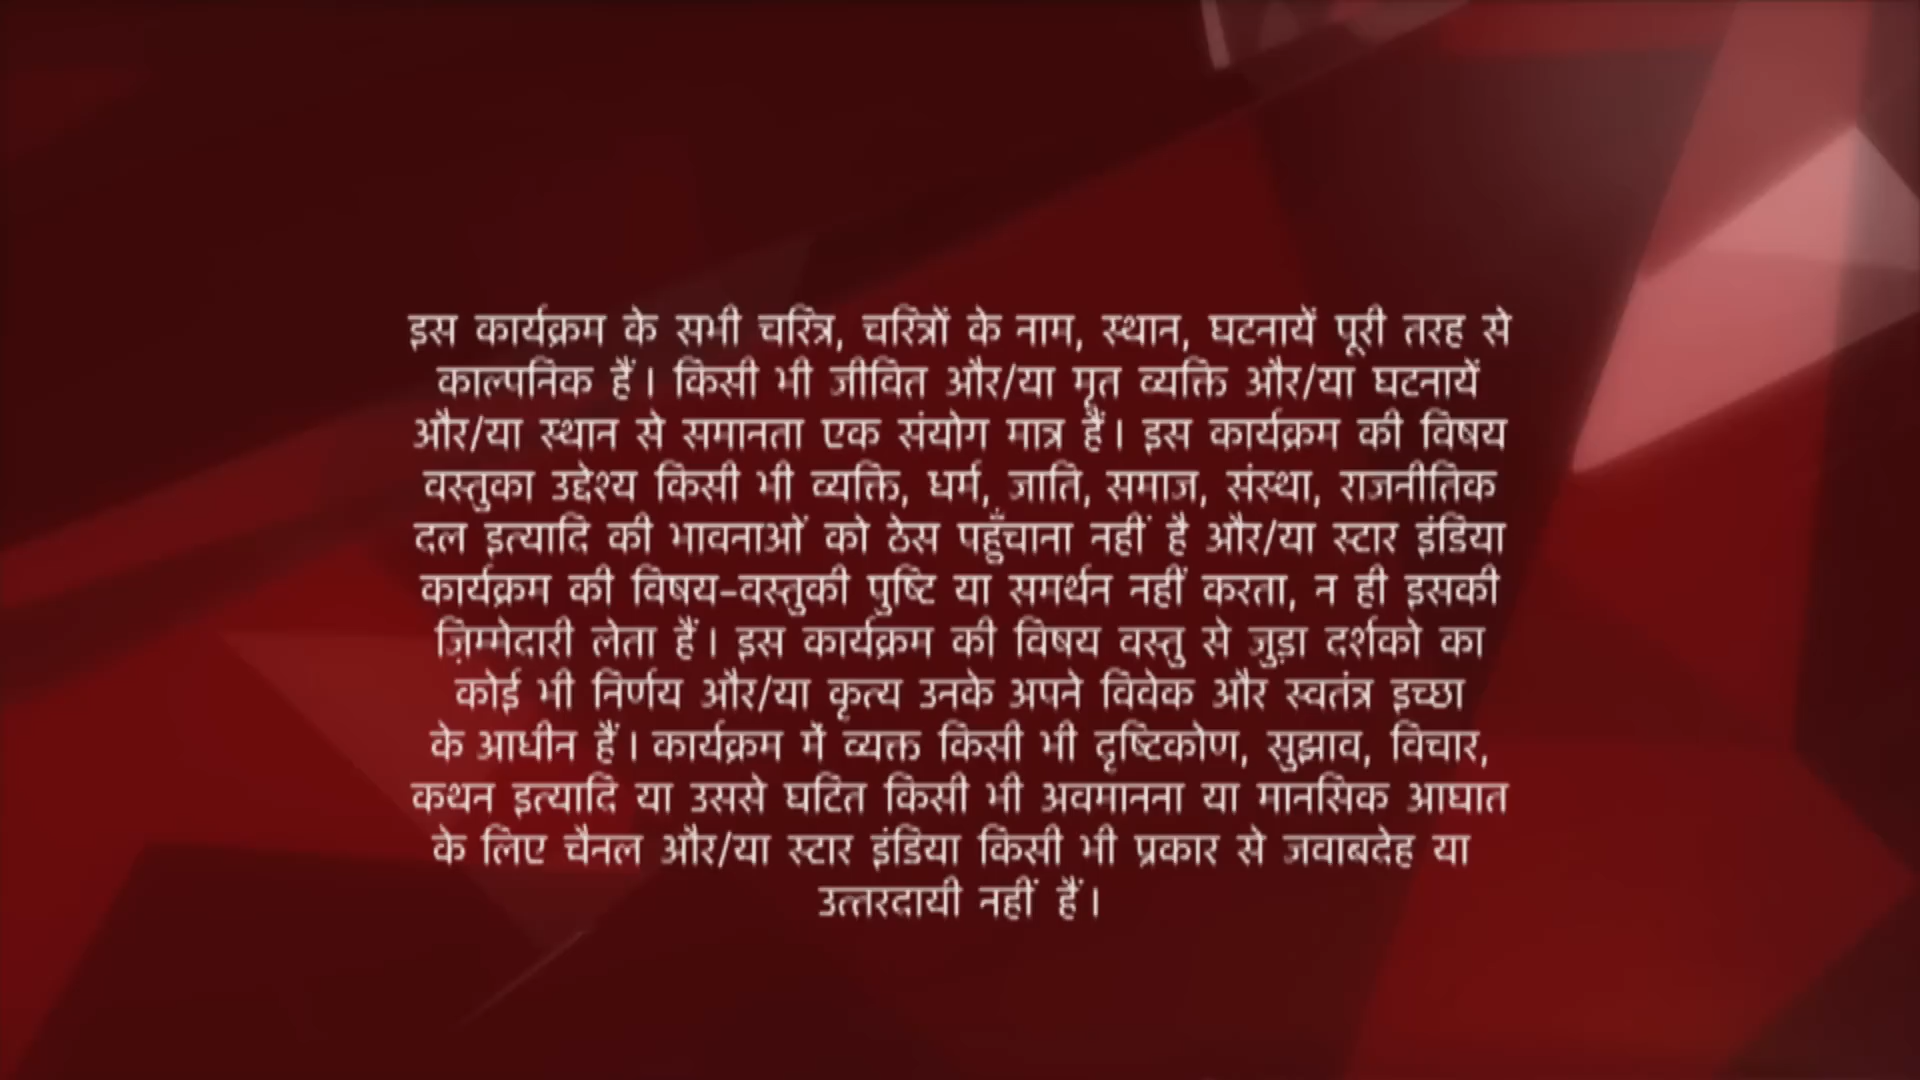 इस कार्यक्रम के सभी चरित्र, चरित्रों के नाम, स्थान, घटनायें पूरी तरह से
काल्पनिक हैं। किसी भी जीवित और/या मृत व्यक्ति और/या घटनायें
और/या स्थान से समानता एक संयोग मात्र हैं। इस कार्यक्रम की विषय
वस्तुका उद्देश्य किसी भी व्यक्ति, धर्म, जाति, समाज, संस्था, राजनीतिक
दल इत्यादि की भावनाओं को ठेस पहुँचाना नहीं है और/या स्टार इंडिया
कार्यक्रम की विषय–वस्तुकी पुष्टि या समर्थन नहीं करता, न ही इसकी
ज़िम्मेदारी लेता हैं। इस कार्यक्रम की विषय वस्तु से जुड़ा दर्शको का
कोई भी निर्णय और/या कृत्य उनके अपने विवेक और स्वतंत्र इच्छा
के आधीन हैं। कार्यक्रम में व्यक्त किसी भी दृष्टिकोण, सुझाव, विचार,
कथन इत्यादि या उससे घटित किसी भी अवमानना या मानसिक आघात
के लिए चैनल और/या स्टार इंडिया किसी भी प्रकार से जवाबदेह या
उत्तरदायी नहीं हैं।